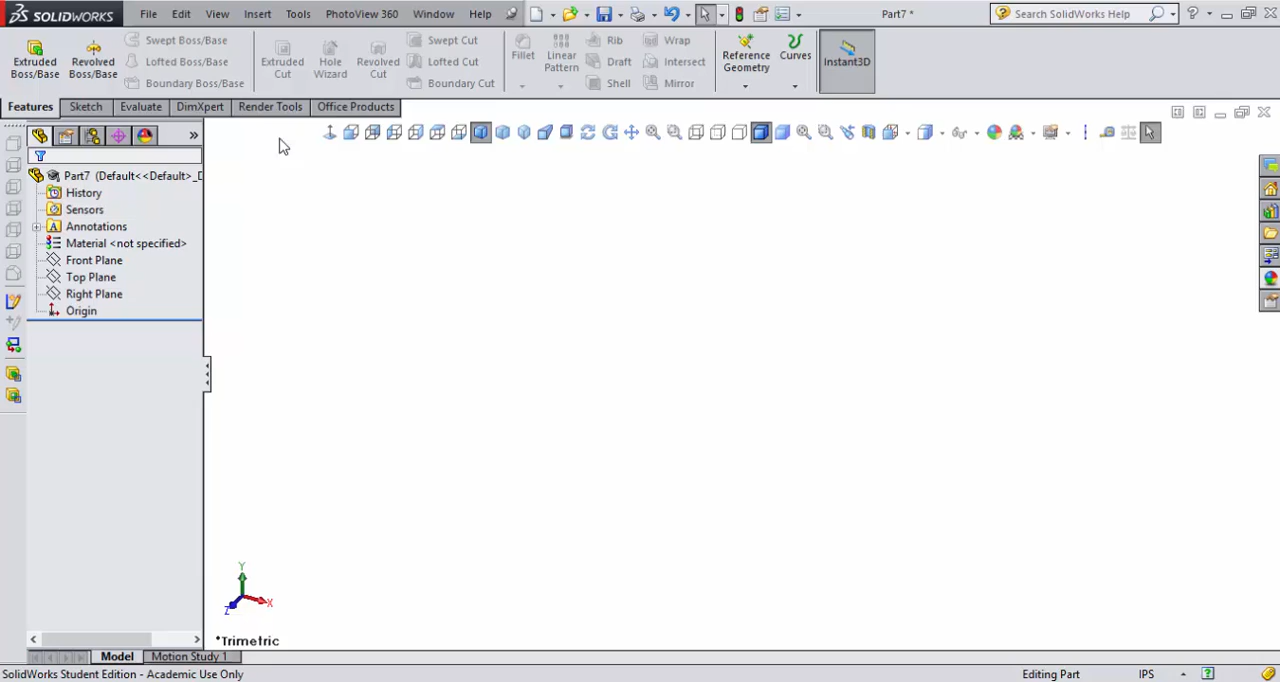 SOLIDWORKS File Edit View Insert Tools PhotoView 360 Window Help Part7 * Search SolidWorks Help
Extruded Boss/Base
Revolved Boss/Base
Swept Boss/Base
Lofted Boss/Base
Boundary Boss/Base
Extruded Cut
Hole Wizard
Revolved Cut
Swept Cut
Lofted Cut
Boundary Cut
Fillet
Linear Pattern
Rib
Draft
Shell
Wrap
Intersect
Mirror
Reference Geometry
Curves
Instant3D
Features Sketch Evaluate DimXpert Render Tools Office Products
Part7 (Default<<Default>_D
History
Sensors
Annotations
Material <not specified>
Front Plane
Top Plane
Right Plane
Origin
Y
Z X
*Trimetric
Model Motion Study 1
SolidWorks Student Edition - Academic Use Only Editing Part IPS